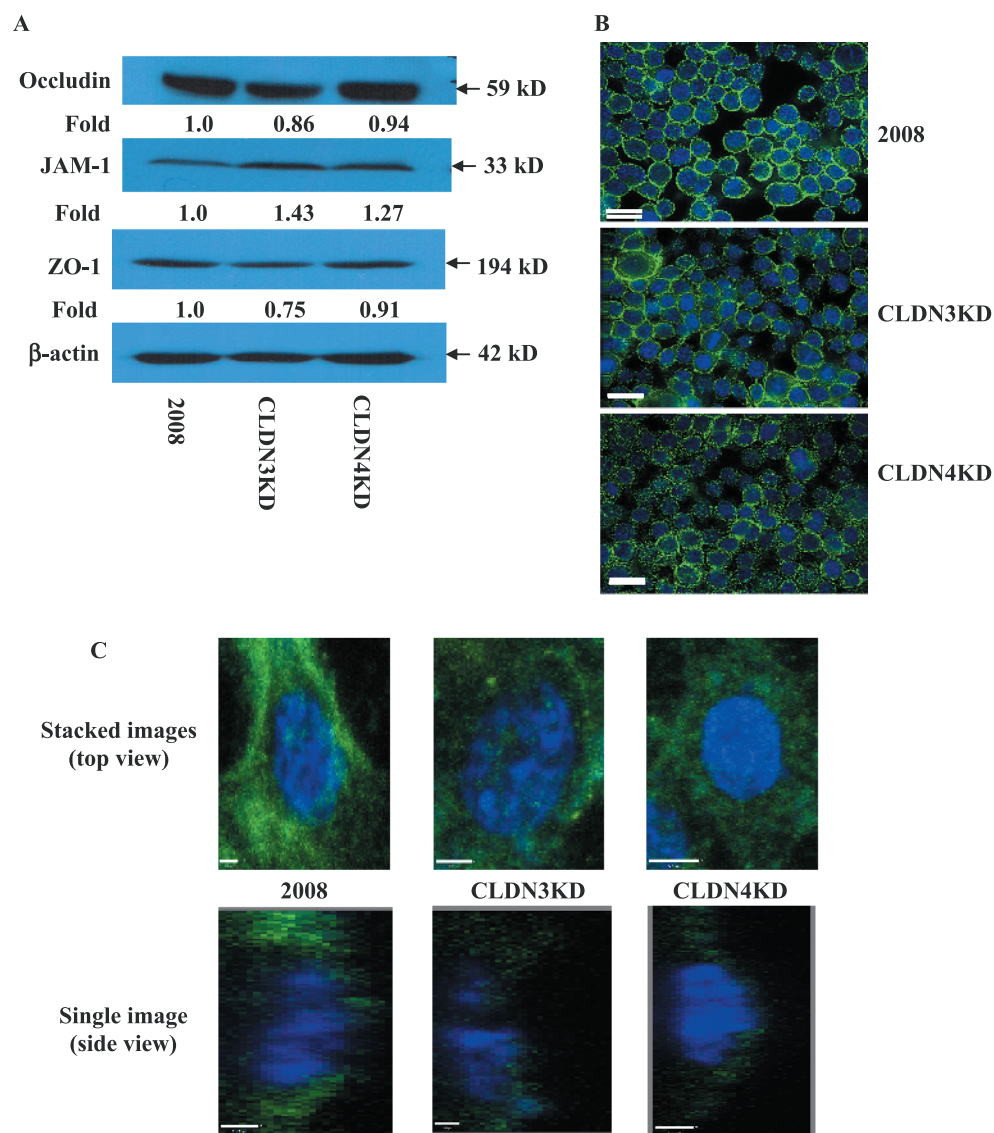 A
Occludin
59 kD
Fold 1.0 0.86 0.94
JAM-1
33 kD
Fold 1.0 1.43 1.27
ZO-1
194 kD
Fold 1.0 0.75 0.91
β-actin
42 kD
2008
CLDN3KD
CLDN4KD
B
2008
CLDN3KD
CLDN4KD
C
Stacked images
(top view)
2008 CLDN3KD CLDN4KD
Single image
(side view)